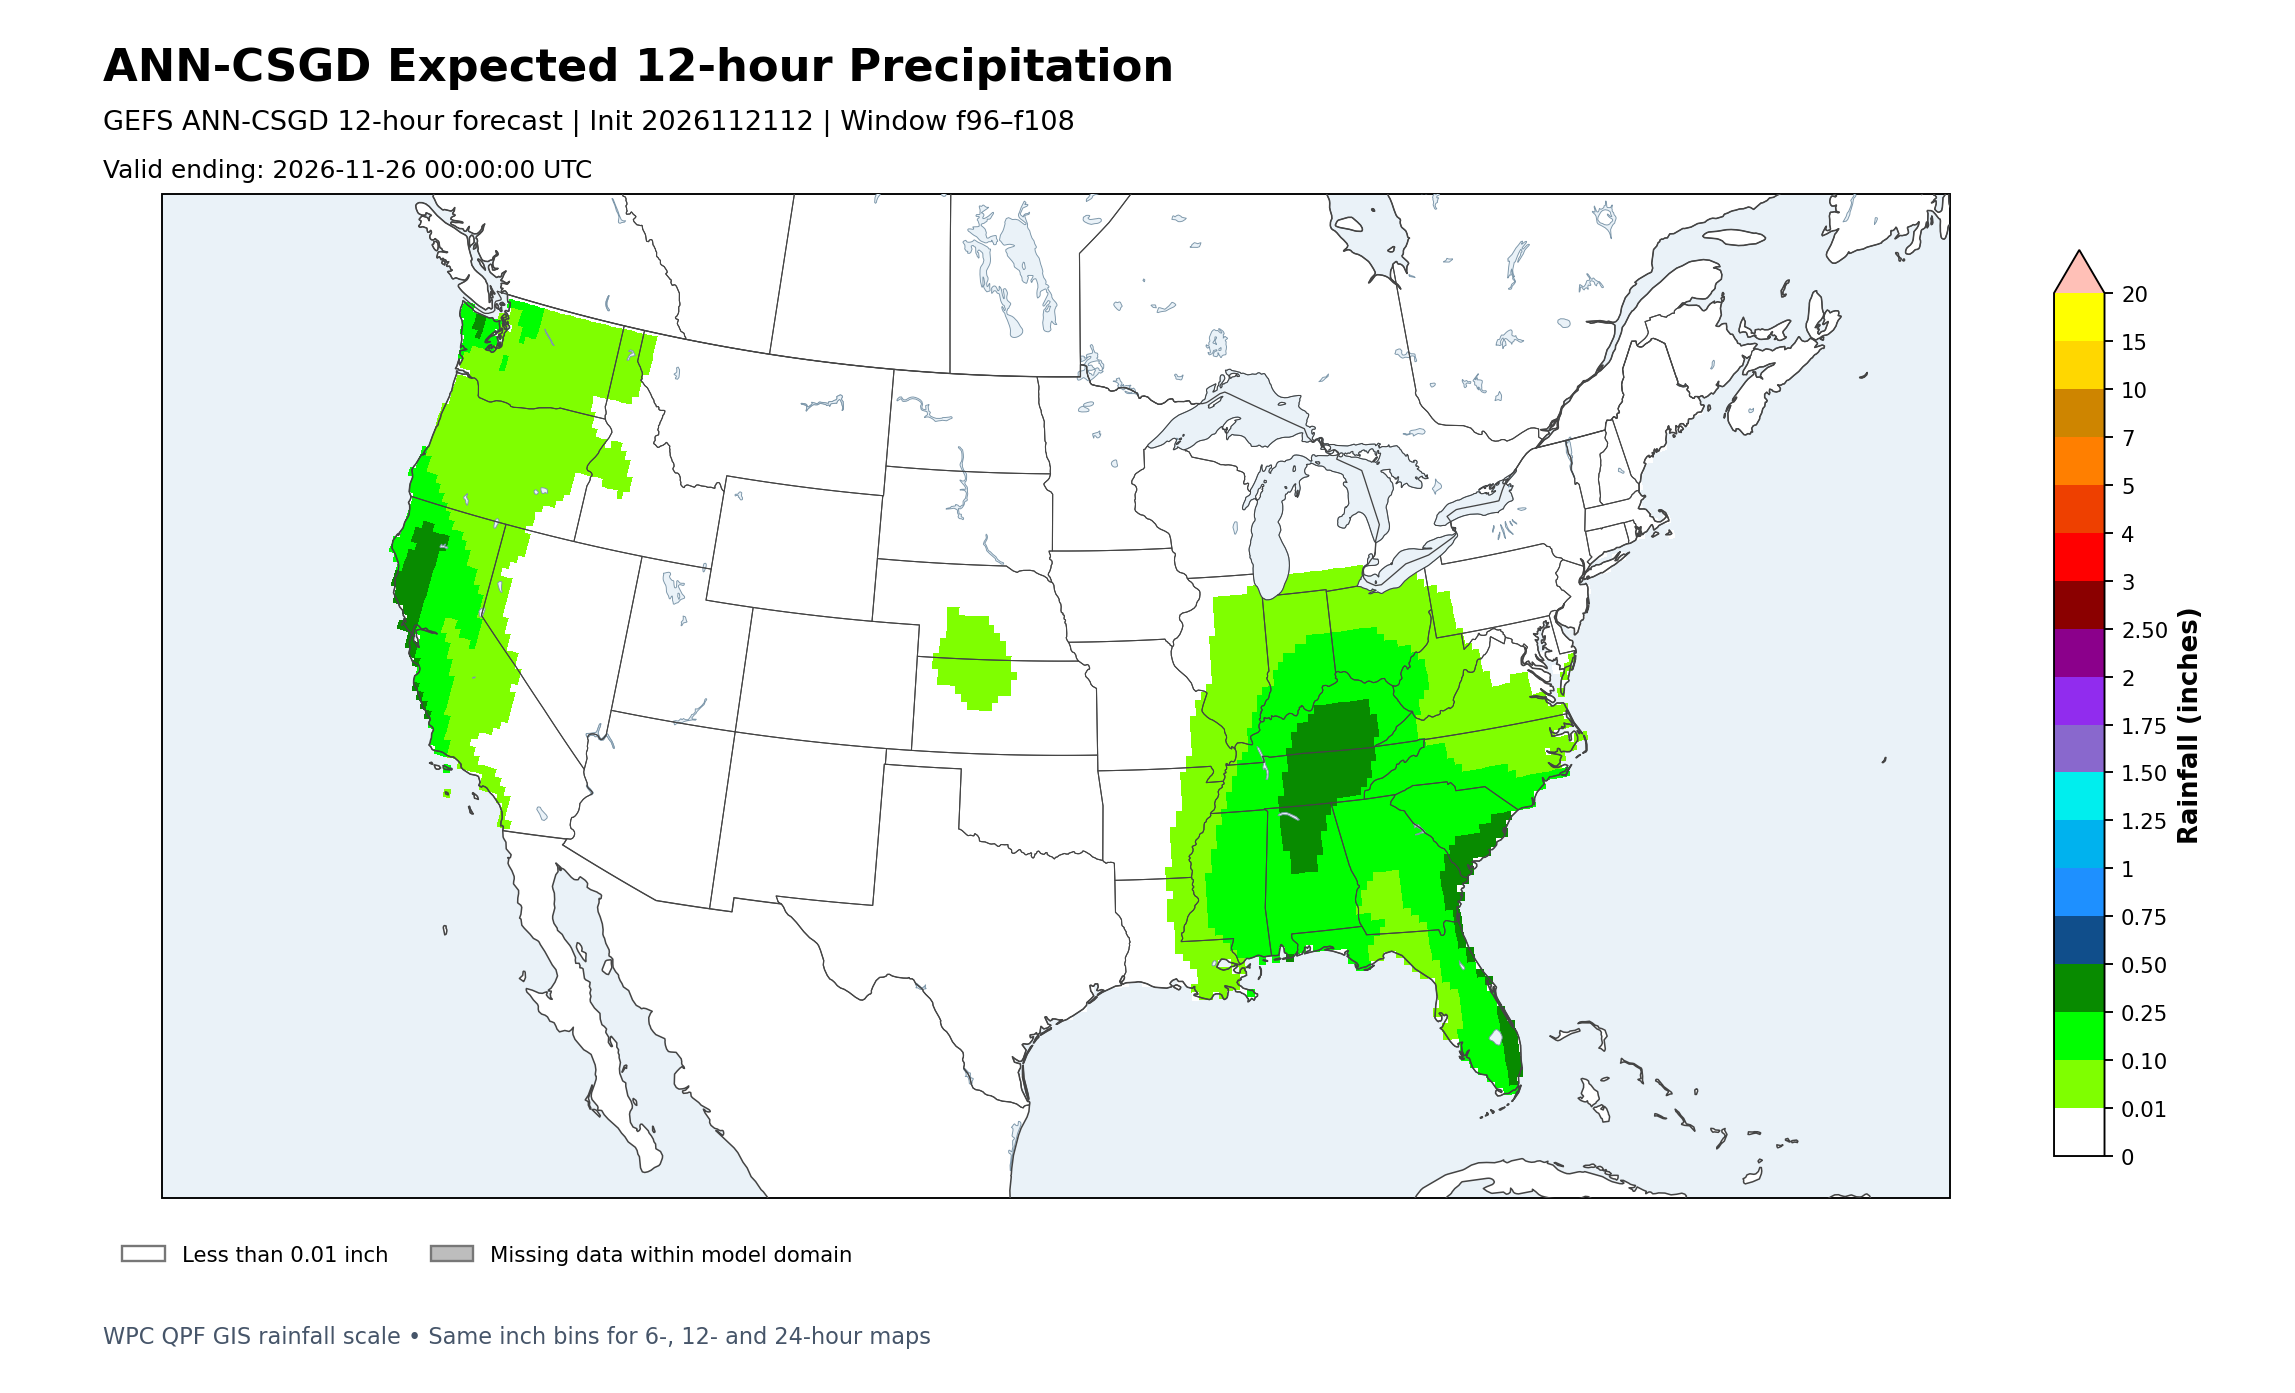 ANN-CSGD Expected 12-hour Precipitation
GEFS ANN-CSGD 12-hour forecast | Init 2026112112 | Window f96–f108
Valid ending: 2026-11-26 00:00:00 UTC
20
15
10
7
5
4
3
2.50
2
1.75
1.50
1.25
1
0.75
0.50
0.25
0.10
0.01
0
Rainfall (inches)
Less than 0.01 inch
Missing data within model domain
WPC QPF GIS rainfall scale • Same inch bins for 6-, 12- and 24-hour maps